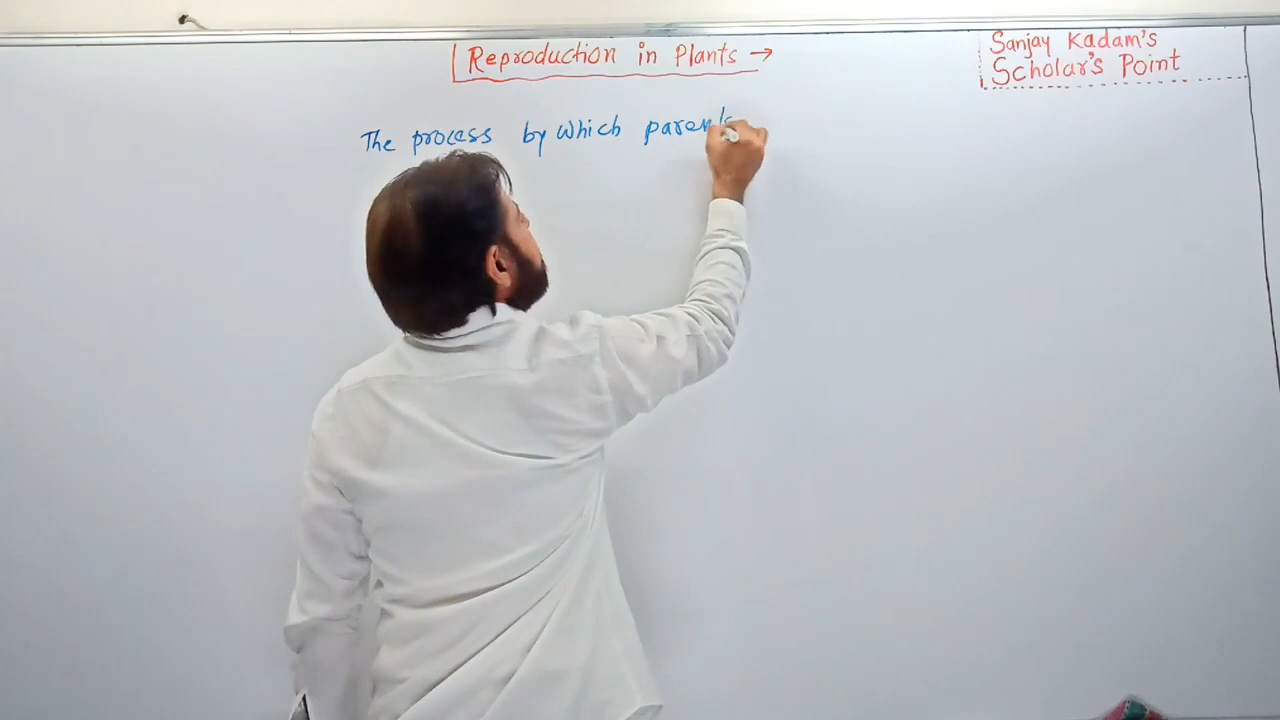 Reproduction in Plants →
Sanjay Kadam's
Scholar's Point
The process by which parents